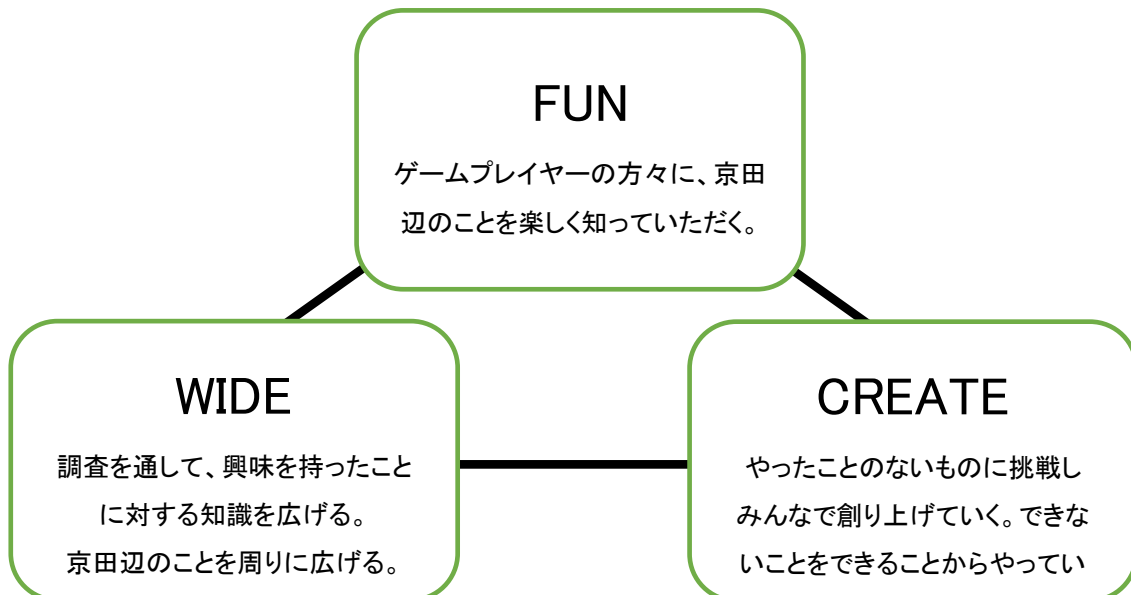 FUN
ゲームプレイヤーの方々に、京田
辺のことを楽しく知っていただく。
WIDE
調査を通して、興味を持ったこと
に対する知識を広げる。
京田辺のことを周りに広げる。
CREATE
やったことのないものに挑戦し
みんなで創り上げていく。できな
いことをできることからやってい